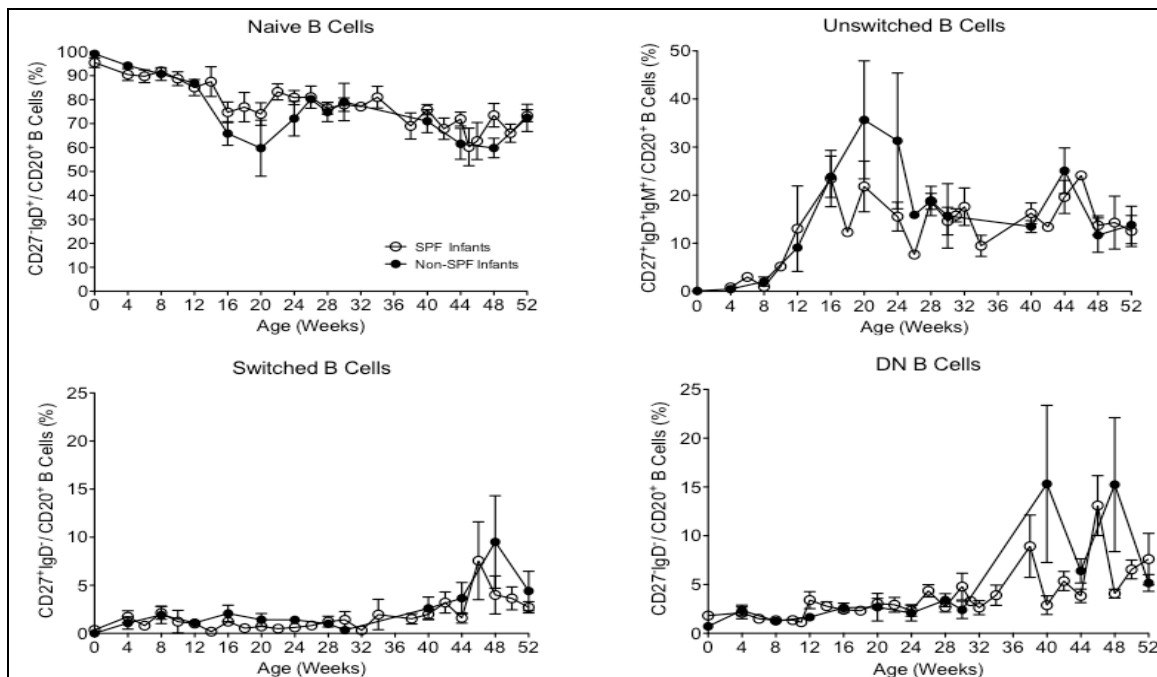 Naive B Cells
CD27⁻IgD⁺/ CD20⁺ B Cells (%)
100
90
80
70
60
50
40
30
20
10
0
SPF Infants
Non-SPF Infants
0 4 8 12 16 20 24 28 32 36 40 44 48 52
Age (Weeks)
Unswitched B Cells
CD27⁺IgD⁺IgM⁺/ CD20⁺ B Cells (%)
50
40
30
20
10
0
0 4 8 12 16 20 24 28 32 36 40 44 48 52
Age (Weeks)
Switched B Cells
CD27⁺IgD⁻/ CD20⁺ B Cells (%)
25
20
15
10
5
0
0 4 8 12 16 20 24 28 32 36 40 44 48 52
Age (Weeks)
DN B Cells
CD27⁻IgD⁻/ CD20⁺ B Cells (%)
25
20
15
10
5
0
0 4 8 12 16 20 24 28 32 36 40 44 48 52
Age (Weeks)